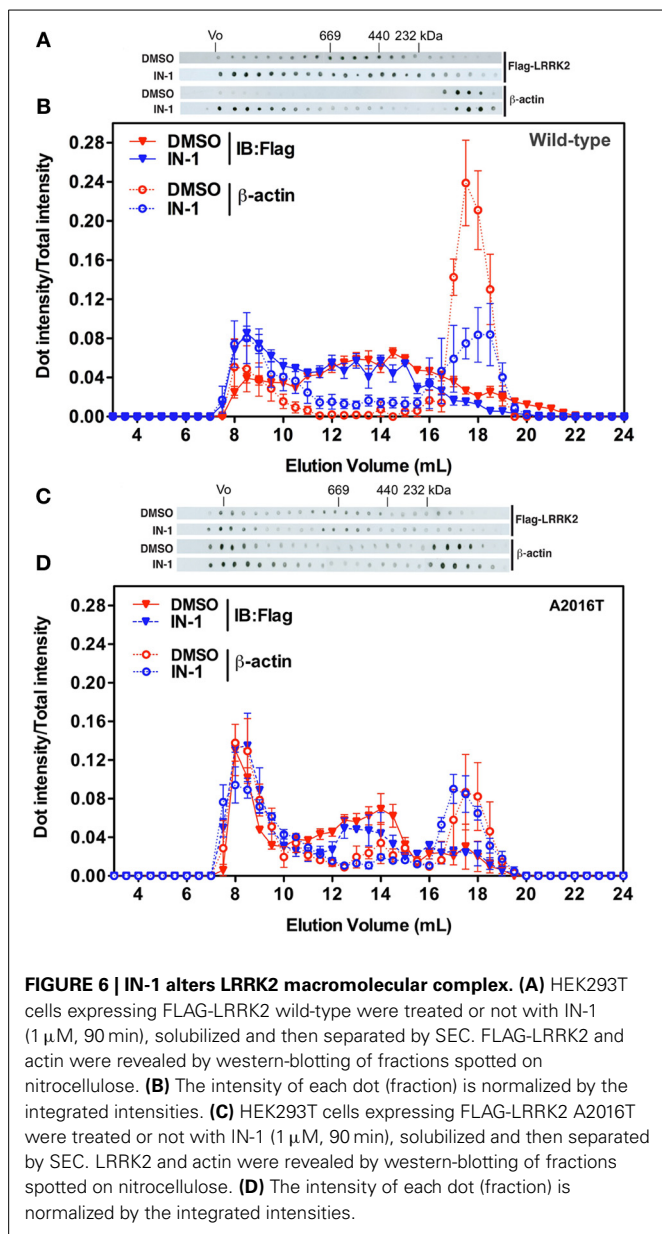 A
Vo 669 440 232 kDa
DMSO
IN-1
Flag-LRRK2
DMSO
IN-1
β-actin
B
Wild-type
DMSO
IN-1
IB:Flag
DMSO
IN-1
β-actin
Dot intensity/Total intensity
0.28
0.24
0.20
0.16
0.12
0.08
0.04
0.00
4 6 8 10 12 14 16 18 20 22 24
Elution Volume (mL)
C
Vo 669 440 232 kDa
DMSO
IN-1
Flag-LRRK2
DMSO
IN-1
β-actin
D
A2016T
DMSO
IN-1
IB:Flag
DMSO
IN-1
β-actin
Dot intensity/Total intensity
0.28
0.24
0.20
0.16
0.12
0.08
0.04
0.00
4 6 8 10 12 14 16 18 20 22 24
Elution Volume (mL)
FIGURE 6 | IN-1 alters LRRK2 macromolecular complex. (A) HEK293T
cells expressing FLAG-LRRK2 wild-type were treated or not with IN-1
(1 μM, 90 min), solubilized and then separated by SEC. FLAG-LRRK2 and
actin were revealed by western-blotting of fractions spotted on
nitrocellulose. (B) The intensity of each dot (fraction) is normalized by the
integrated intensities. (C) HEK293T cells expressing FLAG-LRRK2 A2016T
were treated or not with IN-1 (1 μM, 90 min), solubilized and then separated
by SEC. LRRK2 and actin were revealed by western-blotting of fractions
spotted on nitrocellulose. (D) The intensity of each dot (fraction) is
normalized by the integrated intensities.